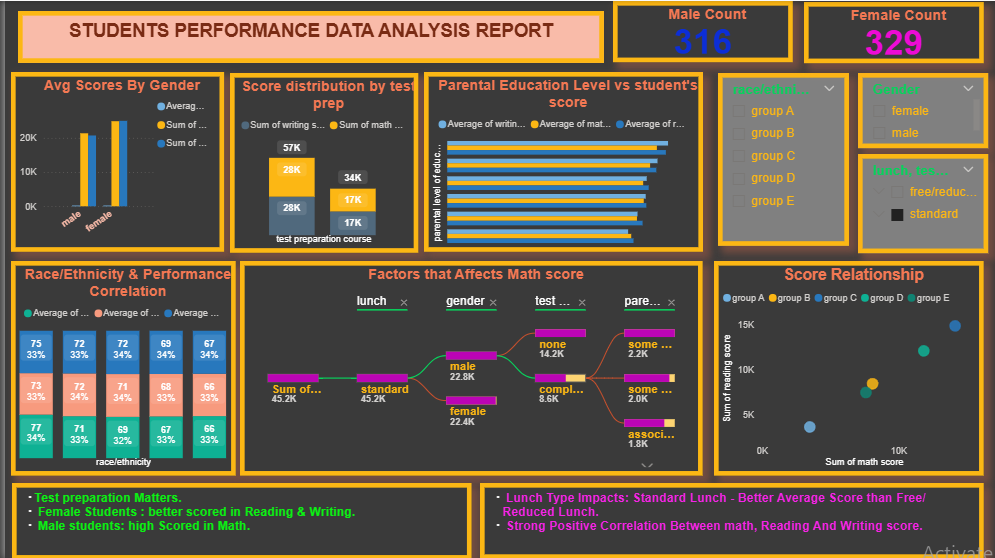 STUDENTS PERFORMANCE DATA ANALYSIS REPORT
Male Count
316
Female Count
329
Avg Scores By Gender
Averag...
Sum of ...
Sum of ...
20K
10K
0K
male
female
Score distribution by test
prep
Sum of writing s...
Sum of math ...
57K
28K
28K
34K
17K
17K
test preparation course
Parental Education Level vs student's
score
Average of writin...
Average of mat...
Average of r...
parental level of educ...
group A
group B
group C
group D
group E
Gender
female
male
lunch, tes...
free/reduc...
standard
Race/Ethnicity & Performance
Correlation
Average of ...
Average of ...
Average ...
75 72 72 69 67
33% 33% 34% 34% 34%
73 72 71 68 66
33% 34% 34% 33% 33%
77 71 69 67 66
34% 33% 32% 33% 33%
race/ethnicity
Factors that Affects Math score
lunch
gender
test ...
pare...
Sum of...
45.2K
standard
45.2K
male
22.8K
female
22.4K
none
14.2K
compl...
8.6K
some ...
2.2K
some ...
2.0K
associ...
1.8K
Score Relationship
group A group B group C group D group E
Sum of reading score
15K
10K
5K
0K
10K
Sum of math score
· Test preparation Matters.
· Female Students : better scored in Reading & Writing.
· Male students: high Scored in Math.
· Lunch Type Impacts: Standard Lunch - Better Average Score than Free/
Reduced Lunch.
· Strong Positive Correlation Between math, Reading And Writing score.
Activate